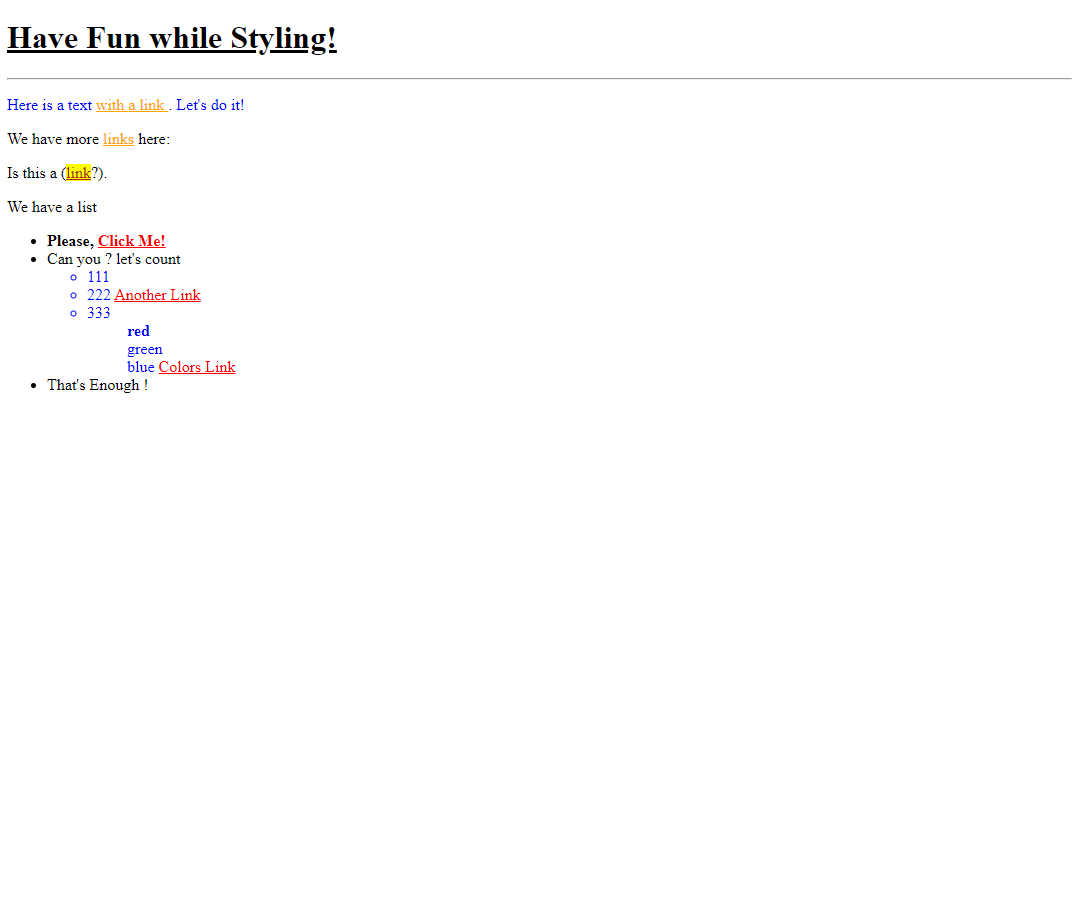 Have Fun while Styling!
Here is a text with a link . Let's do it!
We have more links here:
Is this a (link?).
We have a list
Please, Click Me!
Can you ? let's count
111
222 Another Link
333
red
green
blue Colors Link
That's Enough !